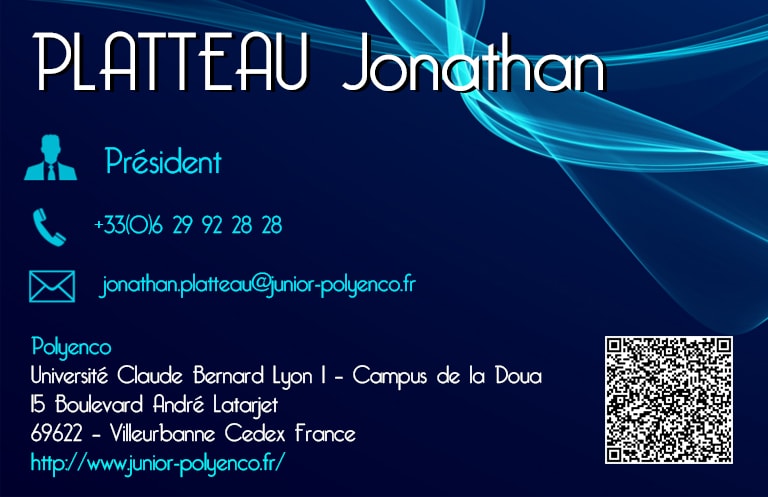 PLATTEAU Jonathan
Président
+33(0)6 29 92 28 28
jonathan.platteau@junior-polyenco.fr
Polyenco
Université Claude Bernard Lyon 1 - Campus de la Doua
15 Boulevard André Latarjet
69622 - Villeurbanne Cedex France
http://www.junior-polyenco.fr/